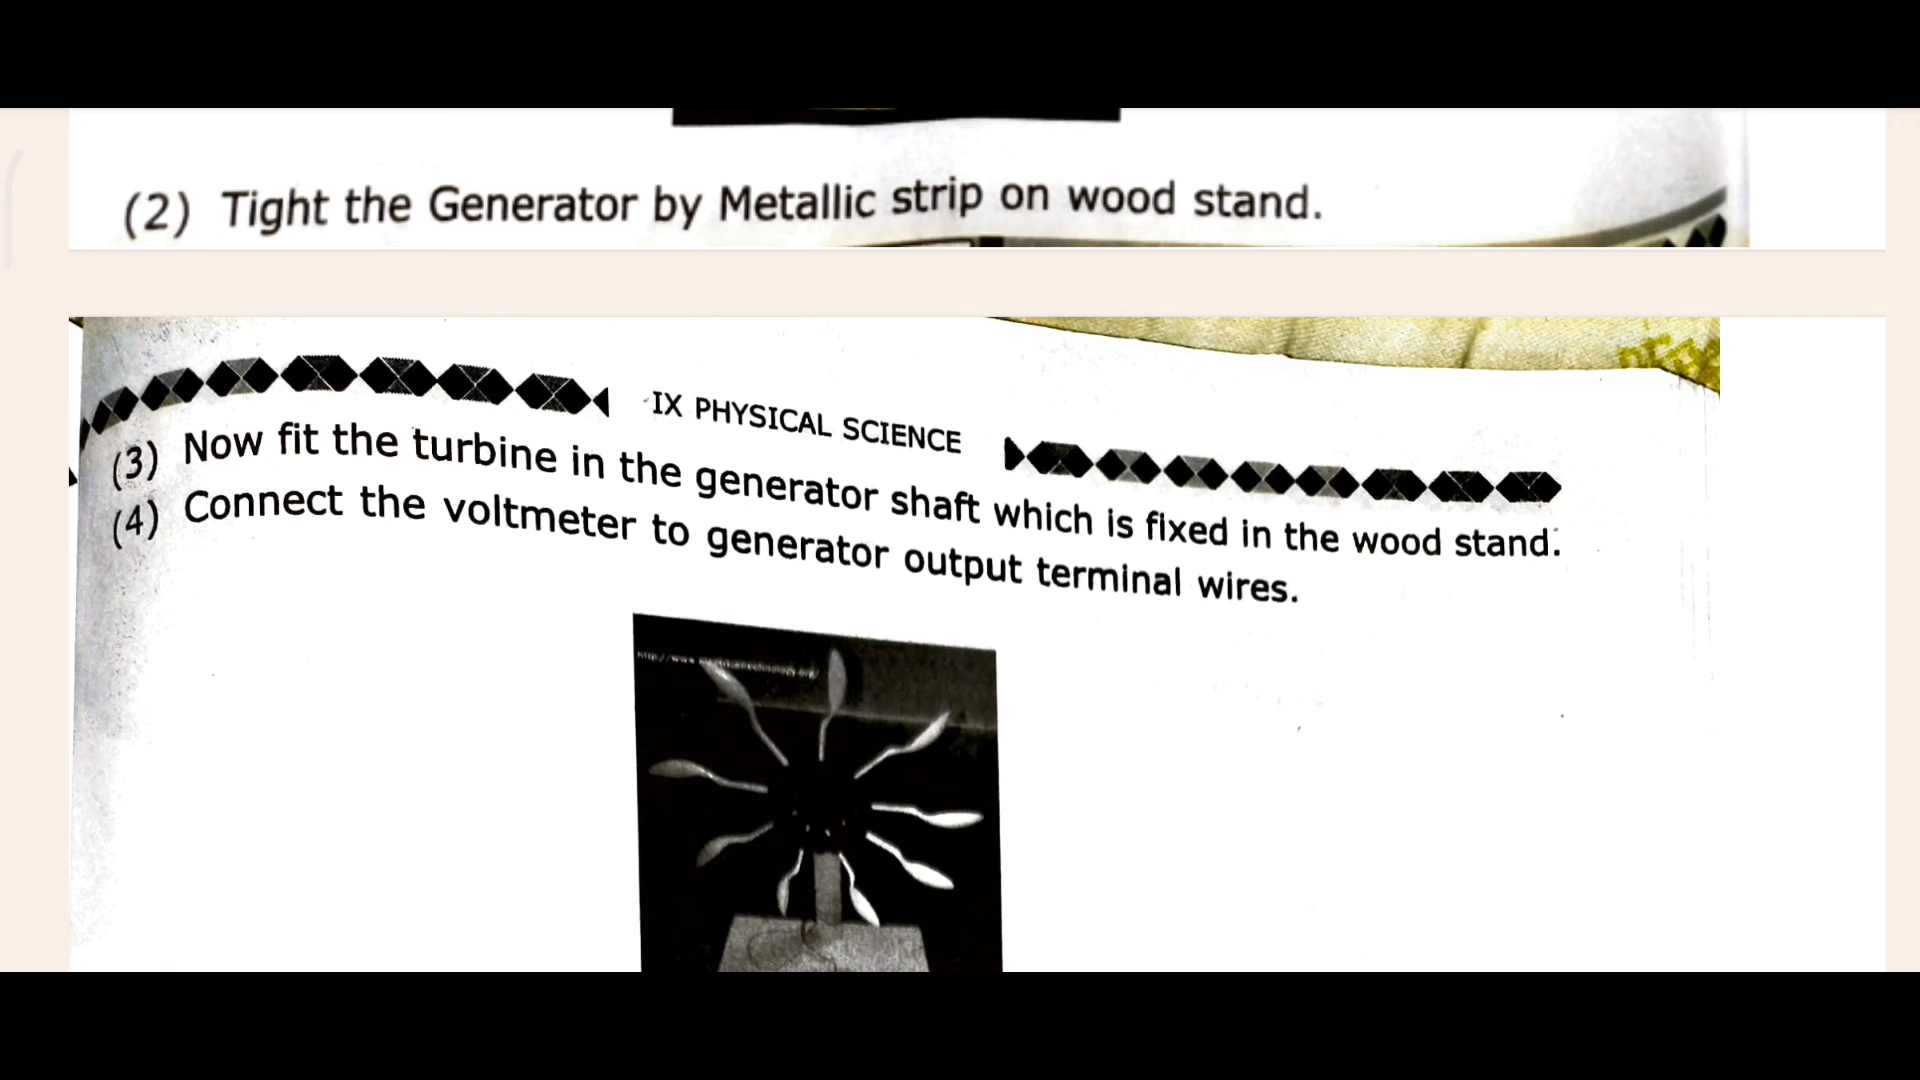 (2) Tight the Generator by Metallic strip on wood stand.
IX PHYSICAL SCIENCE
(3) Now fit the turbine in the generator shaft which is fixed in the wood stand.
(4) Connect the voltmeter to generator output terminal wires.